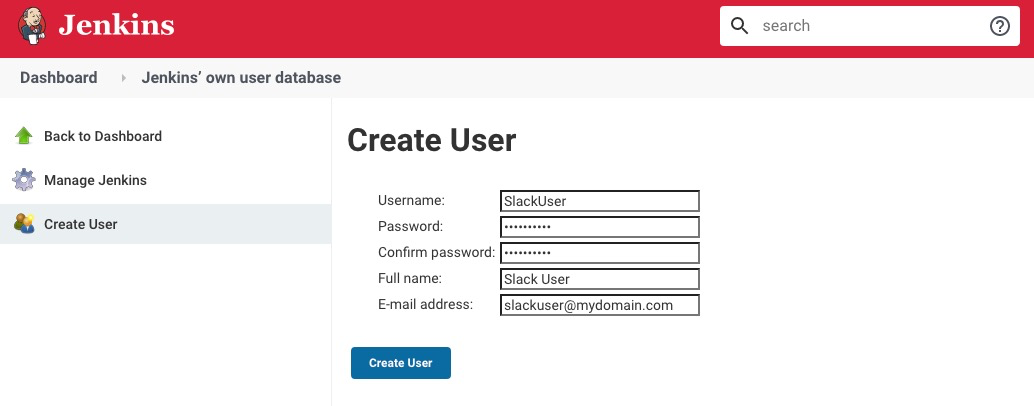 Jenkins
search
Dashboard Jenkins’ own user database
Back to Dashboard
Manage Jenkins
Create User
Create User
Username: SlackUser
Password: ••••••••••
Confirm password: ••••••••••
Full name: Slack User
E-mail address: slackuser@mydomain.com
Create User